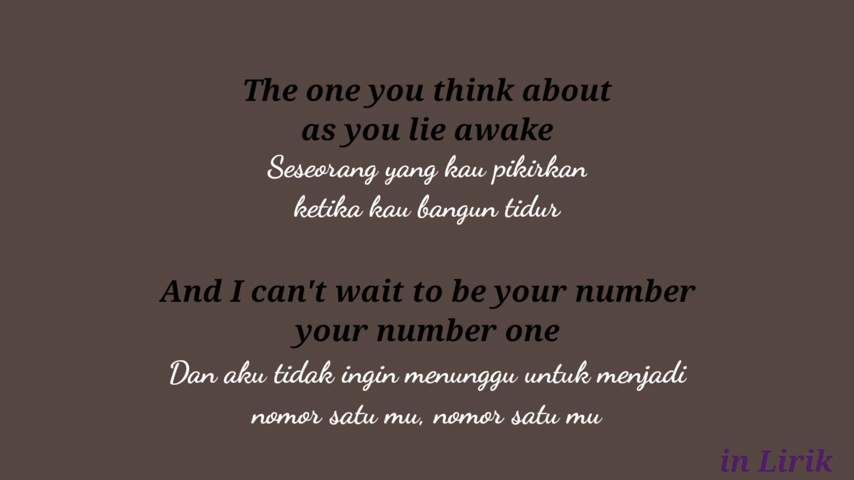 The one you think about
as you lie awake
Seseorang yang kau pikirkan
ketika kau bangun tidur
And I can't wait to be your number
your number one
Dan aku tidak ingin menunggu untuk menjadi
nomor satu mu, nomor satu mu
in Lirik